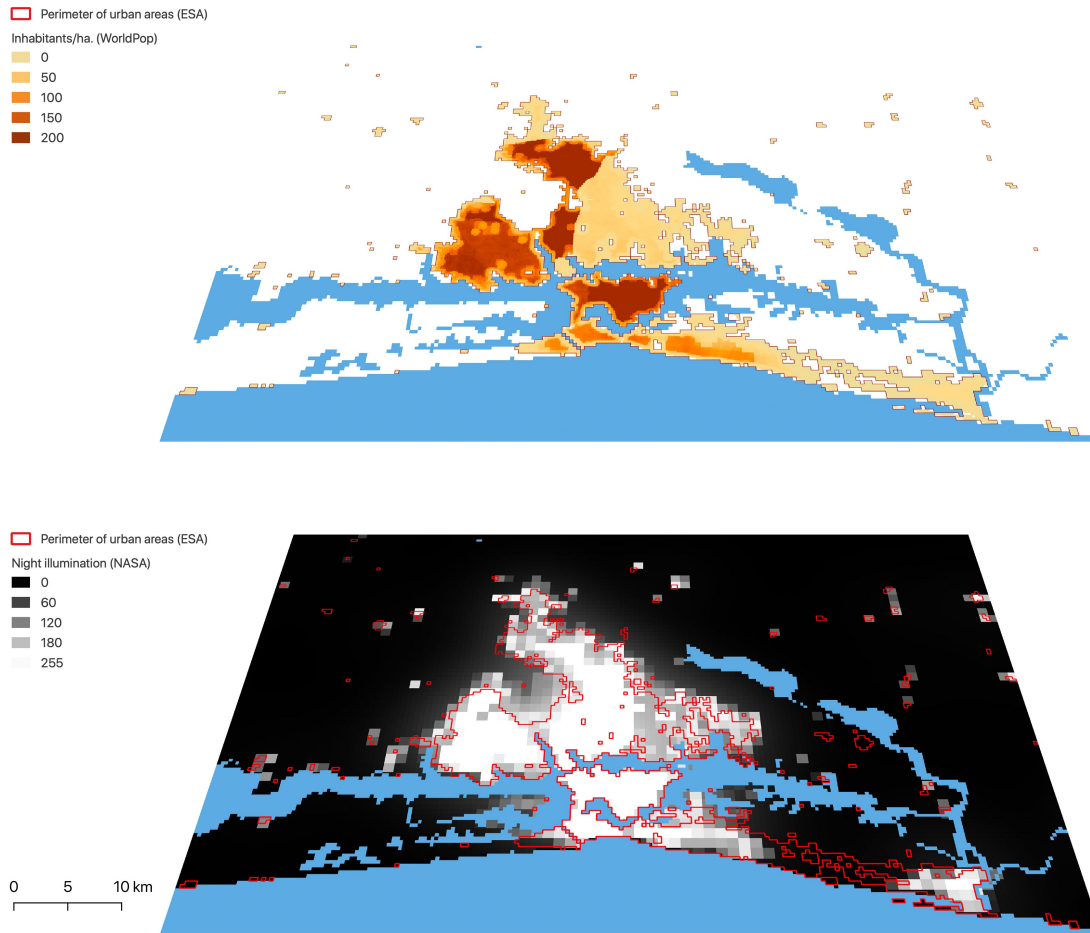 Perimeter of urban areas (ESA)
Inhabitants/ha. (WorldPop)
0
50
100
150
200
Perimeter of urban areas (ESA)
Night illumination (NASA)
0
60
120
180
255
0 5 10 km